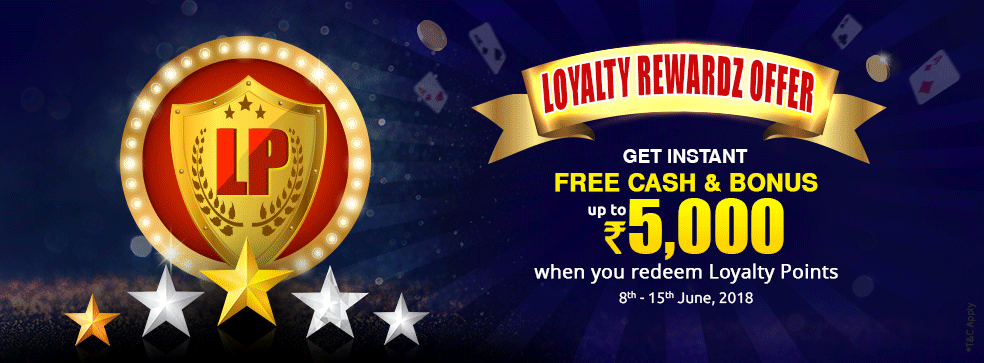 LP
LOYALTY REWARDZ OFFER
GET INSTANT
FREE CASH & BONUS
up to
₹5,000
when you redeem Loyalty Points
8th - 15th June, 2018
*T&C Apply